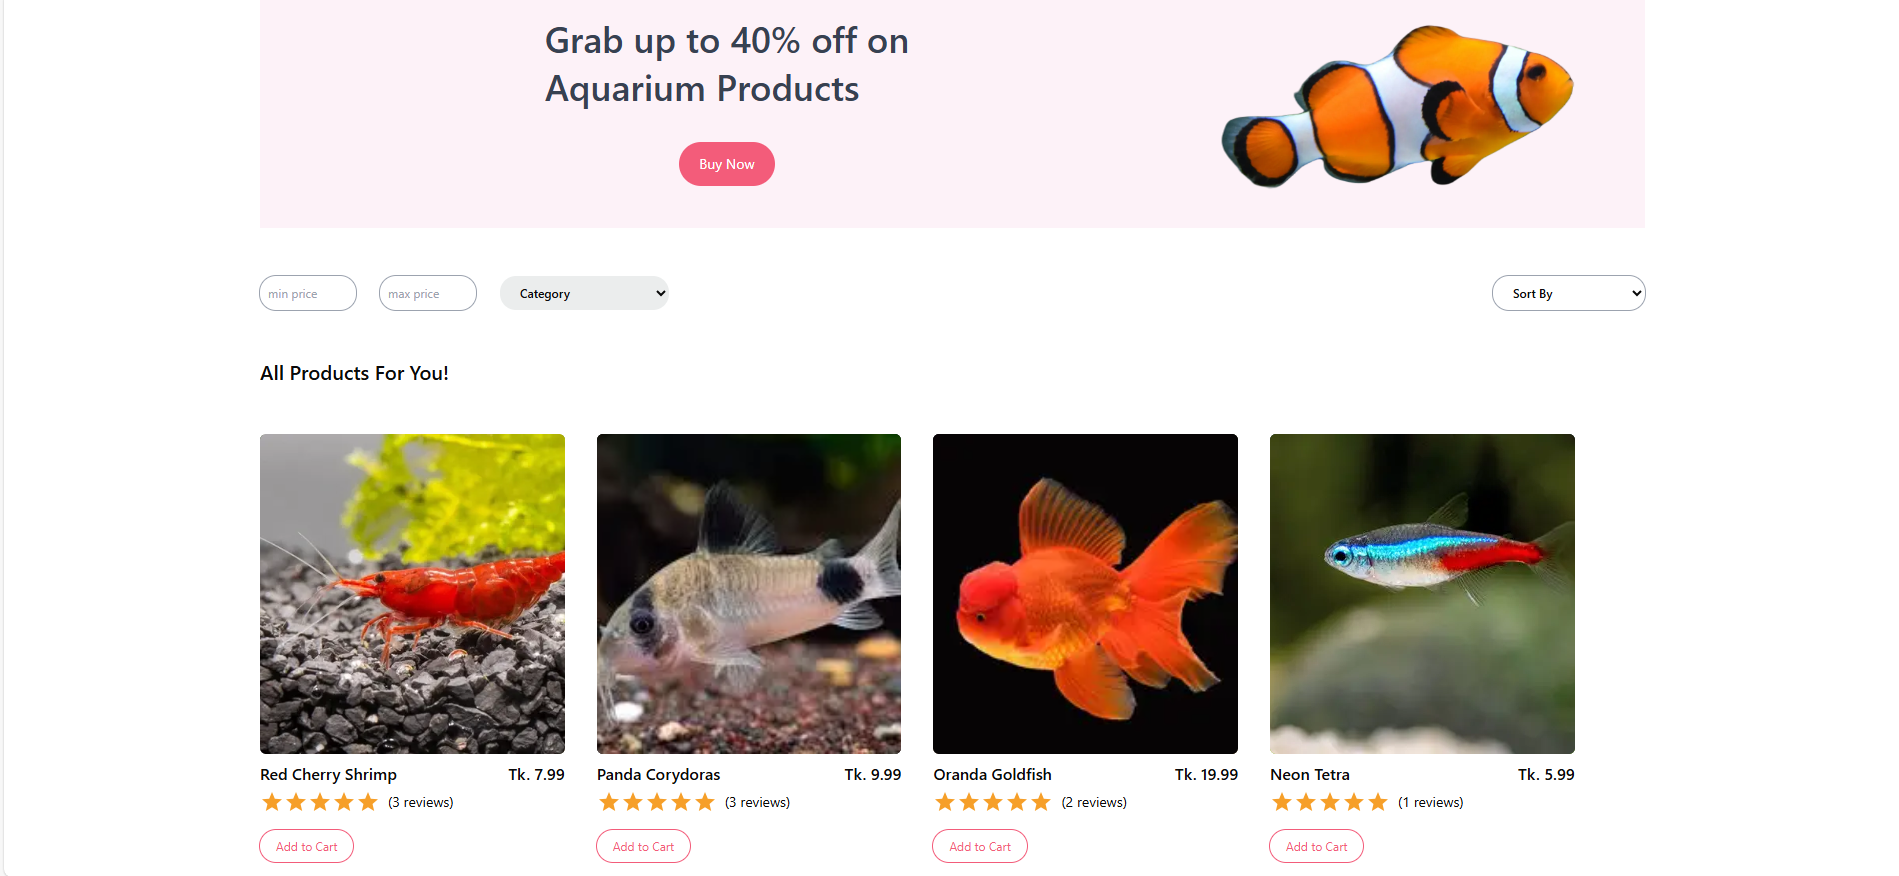 Grab up to 40% off on
Aquarium Products
Buy Now
min price
max price
Category
Sort By
All Products For You!
Red Cherry Shrimp Tk. 7.99
(3 reviews)
Add to Cart
Panda Corydoras Tk. 9.99
(3 reviews)
Add to Cart
Oranda Goldfish Tk. 19.99
(2 reviews)
Add to Cart
Neon Tetra Tk. 5.99
(1 reviews)
Add to Cart